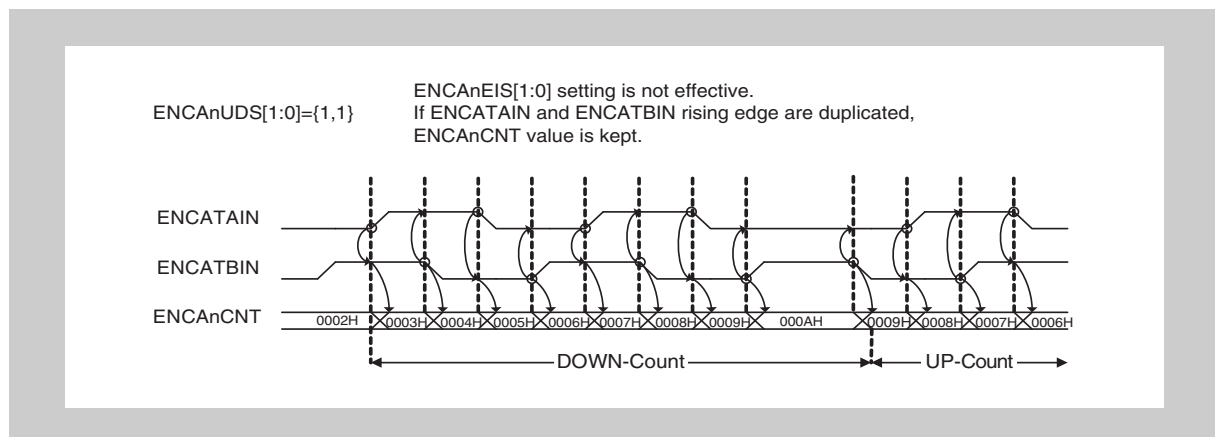 ENCAnUDS[1:0]={1,1}
ENCAnEIS[1:0] setting is not effective.
If ENCATAIN and ENCATBIN rising edge are duplicated,
ENCAnCNT value is kept.
ENCATAIN
ENCATBIN
ENCAnCNT 0002H 0003H 0004H 0005H 0006H 0007H 0008H 0009H 000AH 0009H 0008H 0007H 0006H
DOWN-Count UP-Count